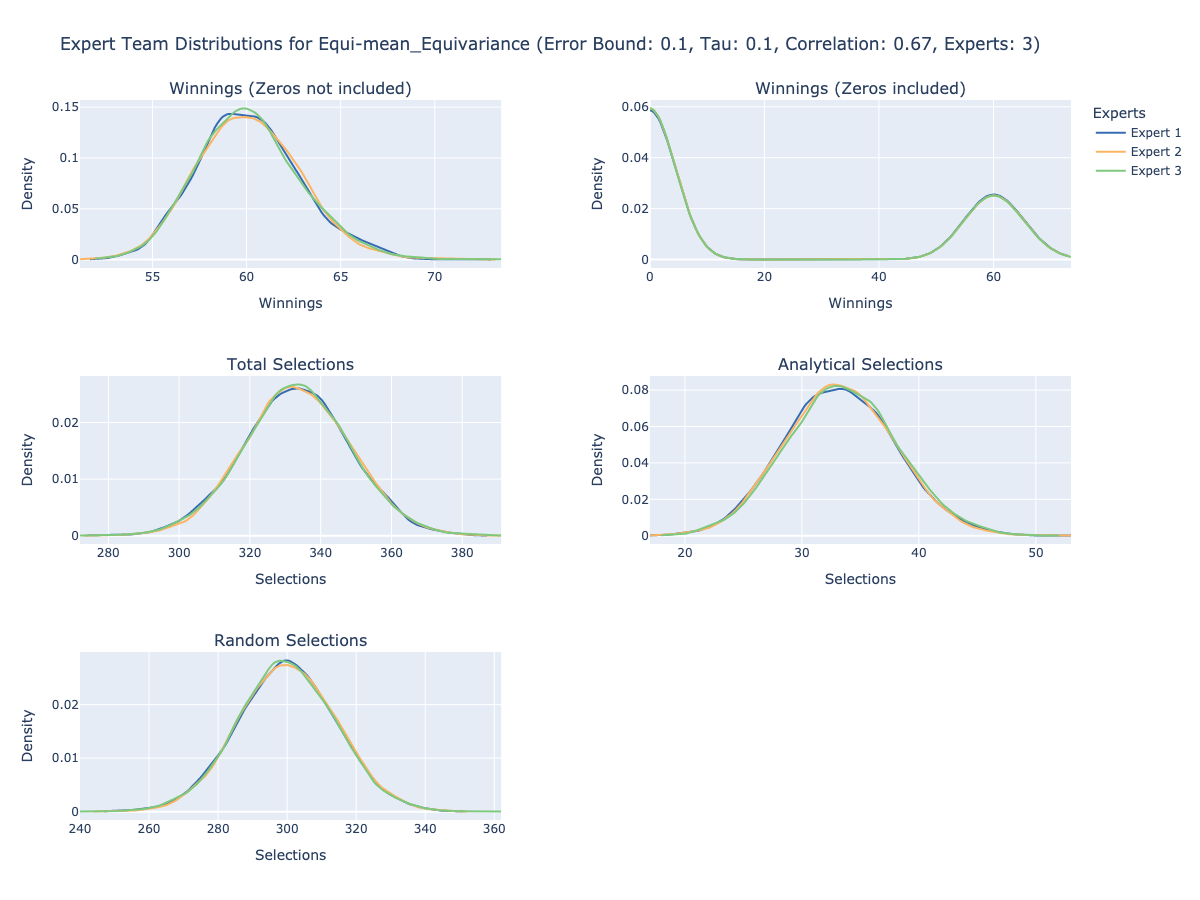 Expert Team Distributions for Equi-mean_Equivariance (Error Bound: 0.1, Tau: 0.1, Correlation: 0.67, Experts: 3)
Winnings (Zeros not included)
0.15
0.1
0.05
0
Density
55 60 65 70
Winnings
Winnings (Zeros included)
0.06
0.04
0.02
0
Density
0 20 40 60
Winnings
Experts
Expert 1
Expert 2
Expert 3
Total Selections
0.02
0.01
0
Density
280 300 320 340 360 380
Selections
Analytical Selections
0.08
0.06
0.04
0.02
0
Density
20 30 40 50
Selections
Random Selections
0.02
0.01
0
Density
240 260 280 300 320 340 360
Selections